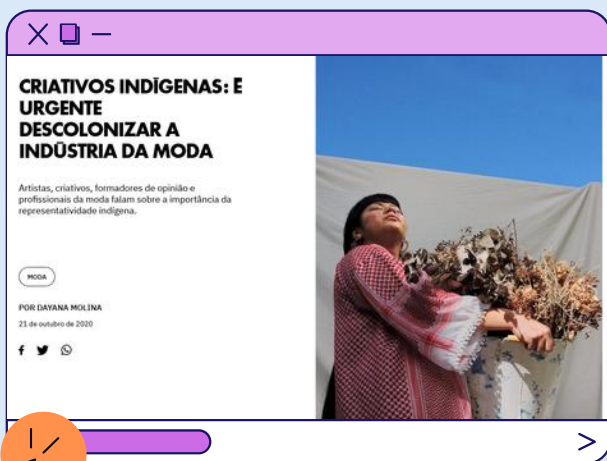 CRIATIVOS INDÍGENAS: É
URGENTE
DESCOLONIZAR A
INDÚSTRIA DA MODA
Artistas, criativos, formadores de opinião e
profissionais da moda falam sobre a importância da
representatividade indígena.
MODA
POR DAYANA MOLINA
21 de outubro de 2020